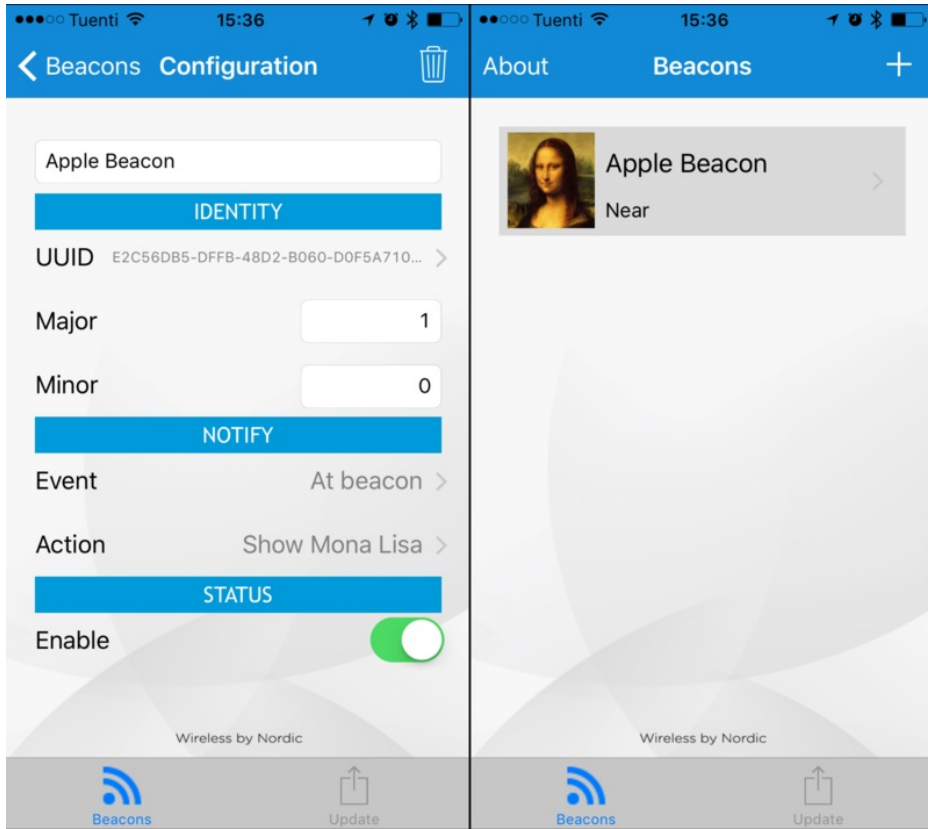 Tuenti 15:36
Beacons Configuration
Apple Beacon
IDENTITY
UUID E2C56DB5-DFFB-48D2-B060-D0F5A710...
Major 1
Minor 0
NOTIFY
Event At beacon
Action Show Mona Lisa
STATUS
Enable
Wireless by Nordic
Beacons Update
Tuenti 15:36
About Beacons +
Apple Beacon
Near
Wireless by Nordic
Beacons Update